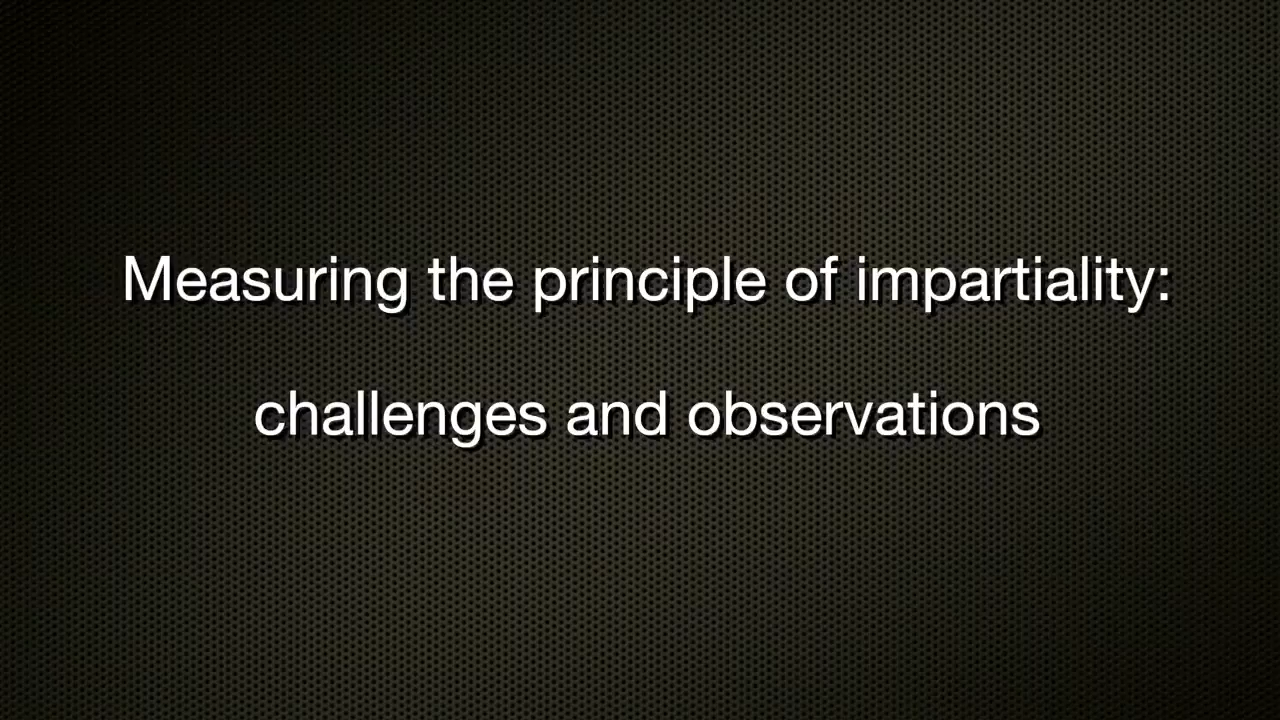 Measuring the principle of impartiality:
challenges and observations